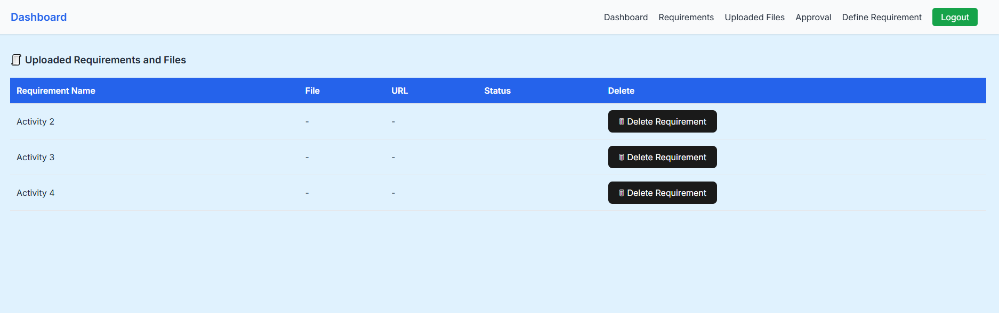 Dashboard Dashboard Requirements Uploaded Files Approval Define Requirement Logout
Uploaded Requirements and Files
Requirement Name File URL Status Delete
Activity 2 - - Delete Requirement
Activity 3 - - Delete Requirement
Activity 4 - - Delete Requirement